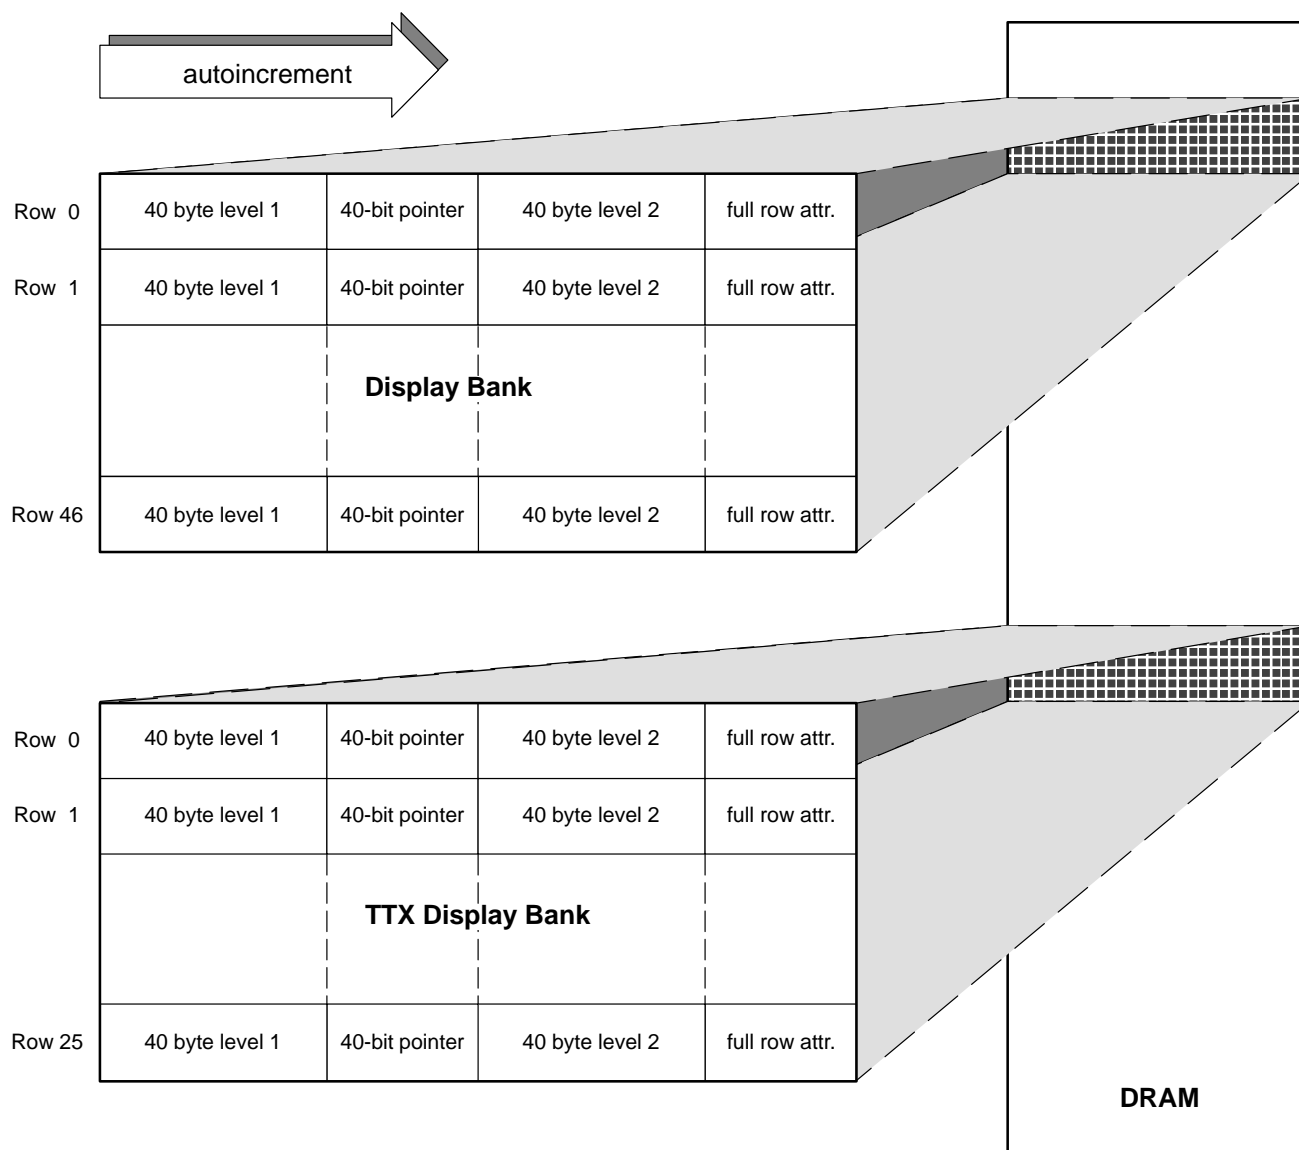 autoincrement
Row 0 40 byte level 1 40-bit pointer 40 byte level 2 full row attr.
Row 1 40 byte level 1 40-bit pointer 40 byte level 2 full row attr.
Display Bank
Row 46 40 byte level 1 40-bit pointer 40 byte level 2 full row attr.
Row 0 40 byte level 1 40-bit pointer 40 byte level 2 full row attr.
Row 1 40 byte level 1 40-bit pointer 40 byte level 2 full row attr.
TTX Display Bank
Row 25 40 byte level 1 40-bit pointer 40 byte level 2 full row attr.
DRAM